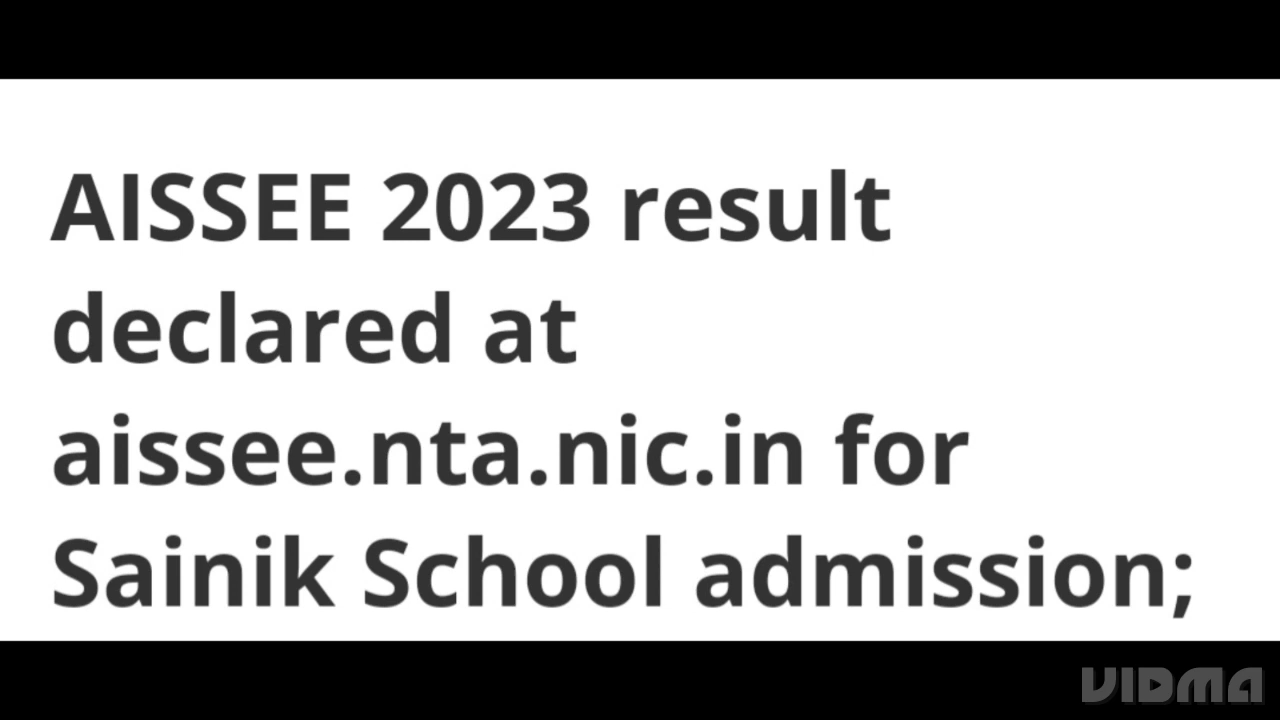 AISSEE 2023 result
declared at
aissee.nta.nic.in for
Sainik School admission;
VIDMA